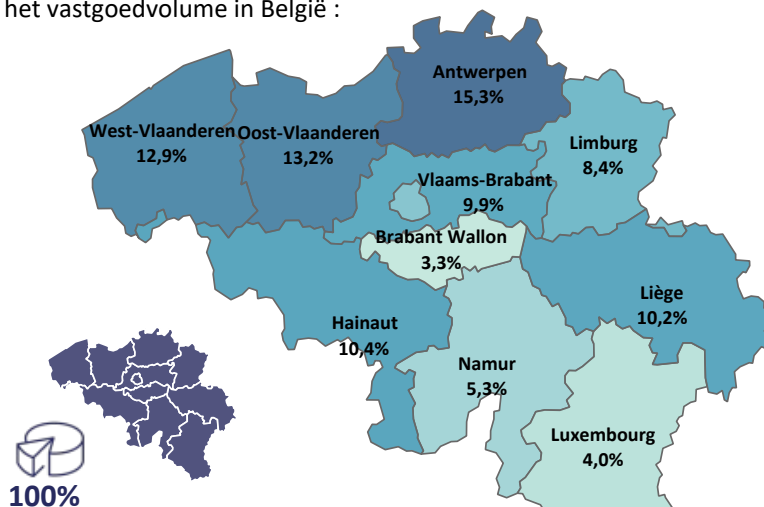 het vastgoedvolume in België :
Antwerpen
15,3%
West-Vlaanderen
12,9%
Oost-Vlaanderen
13,2%
Limburg
8,4%
Vlaams-Brabant
9,9%
Brabant Wallon
3,3%
Liège
10,2%
Hainaut
10,4%
Namur
5,3%
Luxembourg
4,0%
100%